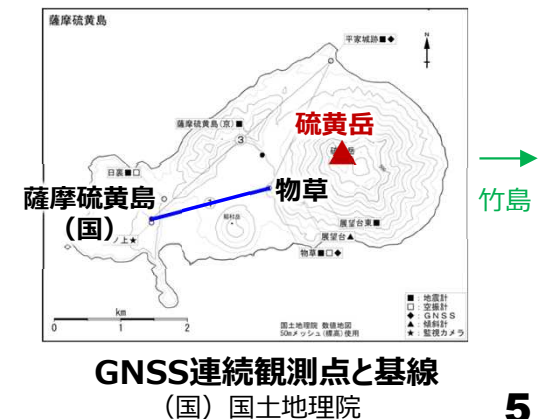 薩摩硫黄島
平家城跡■◆
N
薩摩硫黄島(京)■
③
硫黄岳
日裏■□
薩摩硫黄島
(国)
物草
竹島
稲村岳
ノ上★
展望台東■
展望台▲
物草■□◆
km
0 1 2
国土地理院 数値地図
50mメッシュ(標高)使用
■:地震計
□:空振計
◆:GNSS
▲:傾斜計
★:監視カメラ
GNSS連続観測点と基線
(国)国土地理院
5